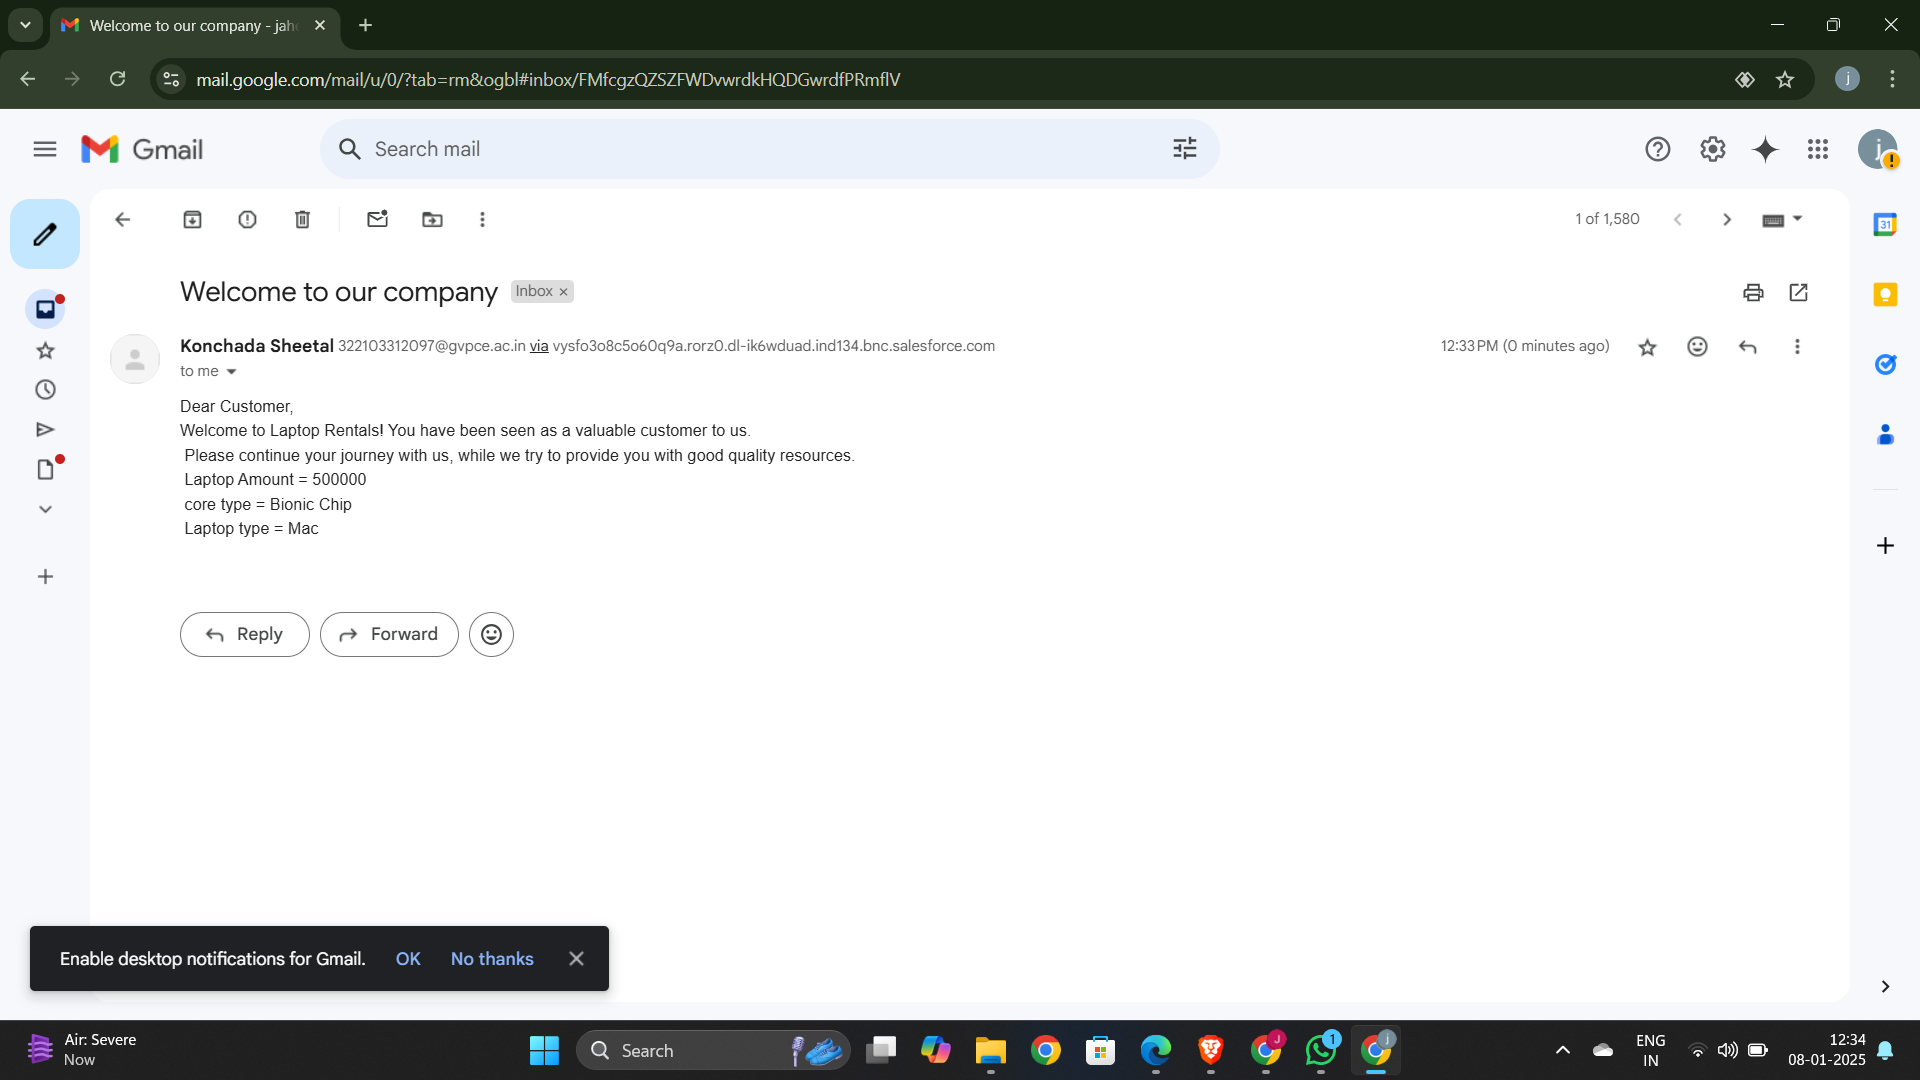 Welcome to our company - jah
mail.google.com/mail/u/0/?tab=rm&ogbl#inbox/FMfcgzQZSZFWDvwrdkHQDGwrdfPRmflV
j
Gmail
Search mail
j
1 of 1,580
31
Welcome to our company
Inbox ×
Konchada Sheetal 322103312097@gvpce.ac.in via vysfo3o8c5o60q9a.rorz0.dl-ik6wduad.ind134.bnc.salesforce.com
12:33 PM (0 minutes ago)
to me
Dear Customer,
Welcome to Laptop Rentals! You have been seen as a valuable customer to us.
Please continue your journey with us, while we try to provide you with good quality resources.
Laptop Amount = 500000
core type = Bionic Chip
Laptop type = Mac
Reply
Forward
Enable desktop notifications for Gmail. OK No thanks
Air: Severe
Now
Search
J
1
j
ENG
IN
12:34
08-01-2025